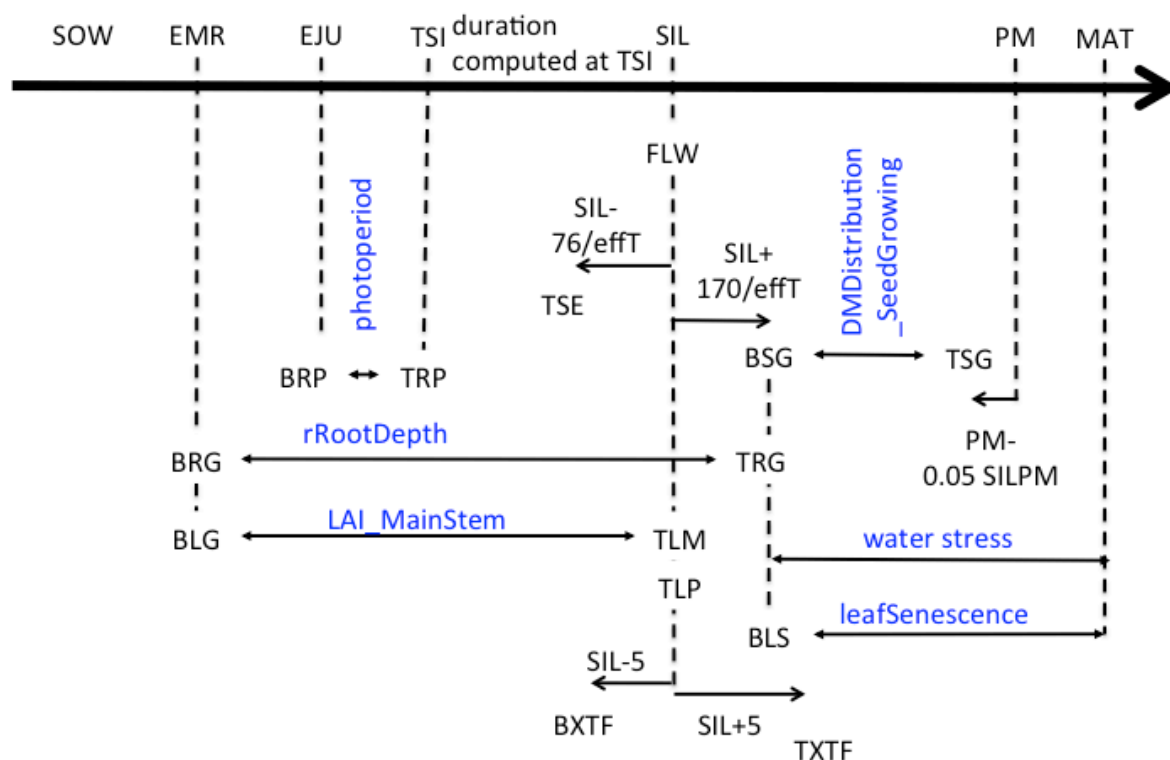 SOW
EMR
EJU
TSI
duration
computed at TSI
SIL
PM
MAT
FLW
photoperiod
SIL-
76/effT
TSE
SIL+
170/effT
DMDistribution
_SeedGrowing
BSG
TSG
BRP
TRP
PM-
0.05 SILPM
rRootDepth
BRG
TRG
LAI_MainStem
BLG
TLM
water stress
TLP
leafSenescence
BLS
SIL-5
BXTF
SIL+5
TXTF